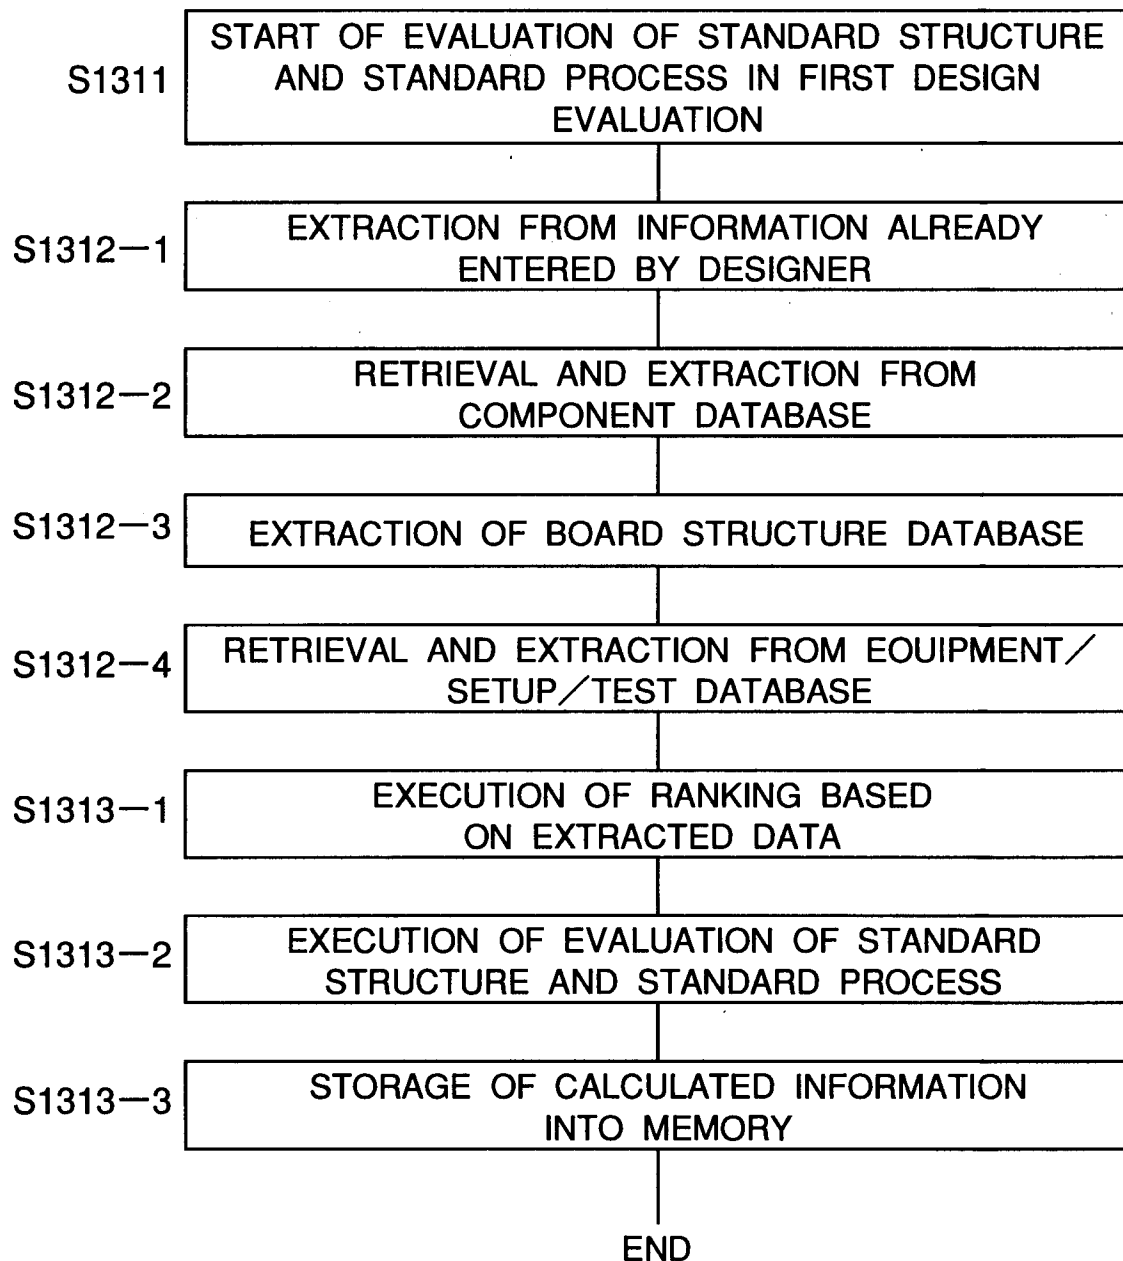 START OF EVALUATION OF STANDARD STRUCTURE
S1311
AND STANDARD PROCESS IN FIRST DESIGN
EVALUATION
S1312—1
EXTRACTION FROM INFORMATION ALREADY
ENTERED BY DESIGNER
S1312—2
RETRIEVAL AND EXTRACTION FROM
COMPONENT DATABASE
S1312—3
EXTRACTION OF BOARD STRUCTURE DATABASE
S1312—4
RETRIEVAL AND EXTRACTION FROM EOUIPMENT/
SETUP/TEST DATABASE
S1313—1
EXECUTION OF RANKING BASED
ON EXTRACTED DATA
S1313—2
EXECUTION OF EVALUATION OF STANDARD
STRUCTURE AND STANDARD PROCESS
S1313—3
STORAGE OF CALCULATED INFORMATION
INTO MEMORY
END